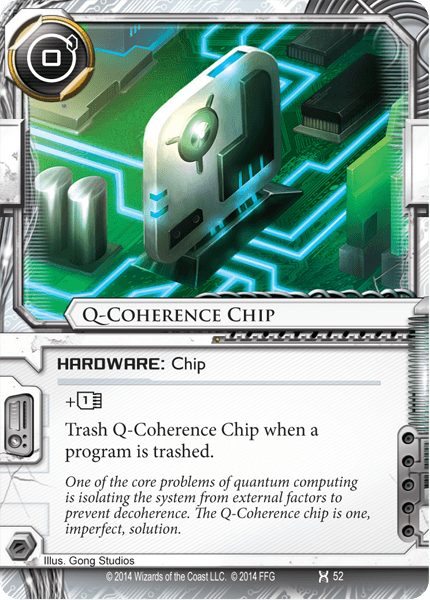 Q-Coherence Chip
HARDWARE: Chip
+1
Trash Q-Coherence Chip when a
program is trashed.
One of the core problems of quantum computing
is isolating the system from external factors to
prevent decoherence. The Q-Coherence chip is one,
imperfect, solution.
Illus. Gong Studios
© 2014 Wizards of the Coast LLC. © 2014 FFG 52